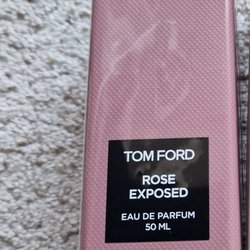 TOM FORD
ROSE
EXPOSED
EAU DE PARFUM
50 ML